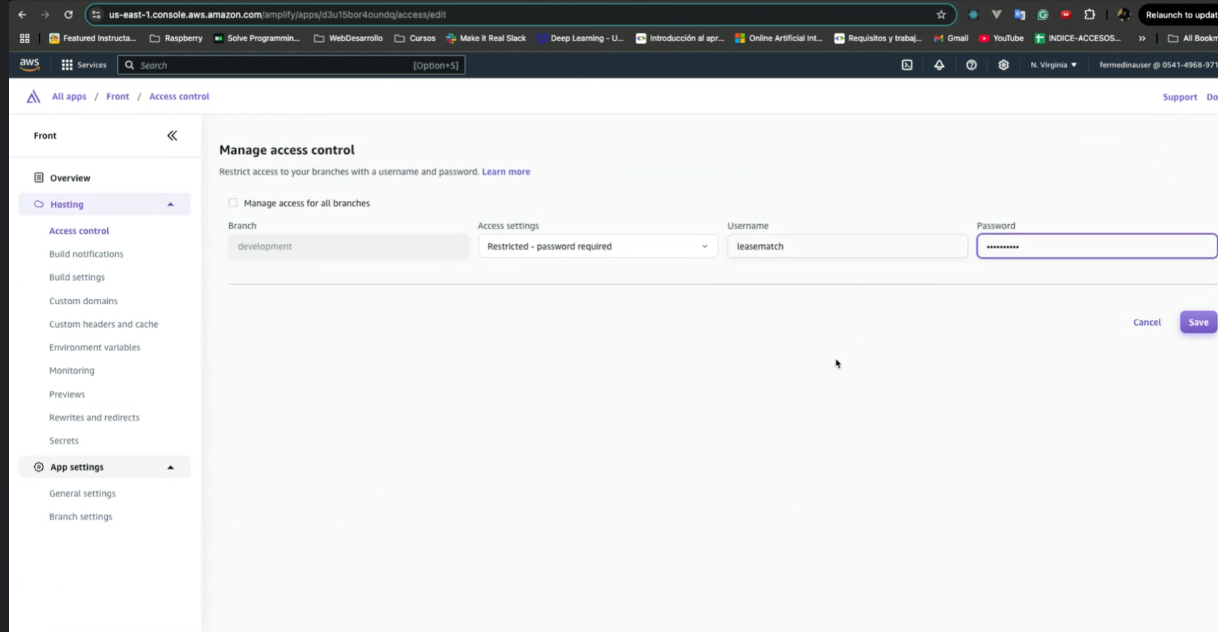 us-east-1.console.aws.amazon.com/amplify/apps/d3u15bor4oundq/access/edit
Relaunch to updat
Featured Instructa... Raspberry Solve Programmin... WebDesarrollo Cursos Make it Real Slack Deep Learning - U... Introducción al apr... Online Artificial Int... Requisitos y trabaj... Gmail YouTube INDICE-ACCESOS... » All Bookm
aws Services Search [Option+S] N. Virginia ▼ fermedinauser @ 0541-4968-971
All apps / Front / Access control
Support Do
Front
Overview
Hosting
Access control
Build notifications
Build settings
Custom domains
Custom headers and cache
Environment variables
Monitoring
Previews
Rewrites and redirects
Secrets
App settings
General settings
Branch settings
Manage access control
Restrict access to your branches with a username and password. Learn more
Manage access for all branches
Branch Access settings Username Password
development Restricted - password required leasematch ••••••••••
Cancel Save